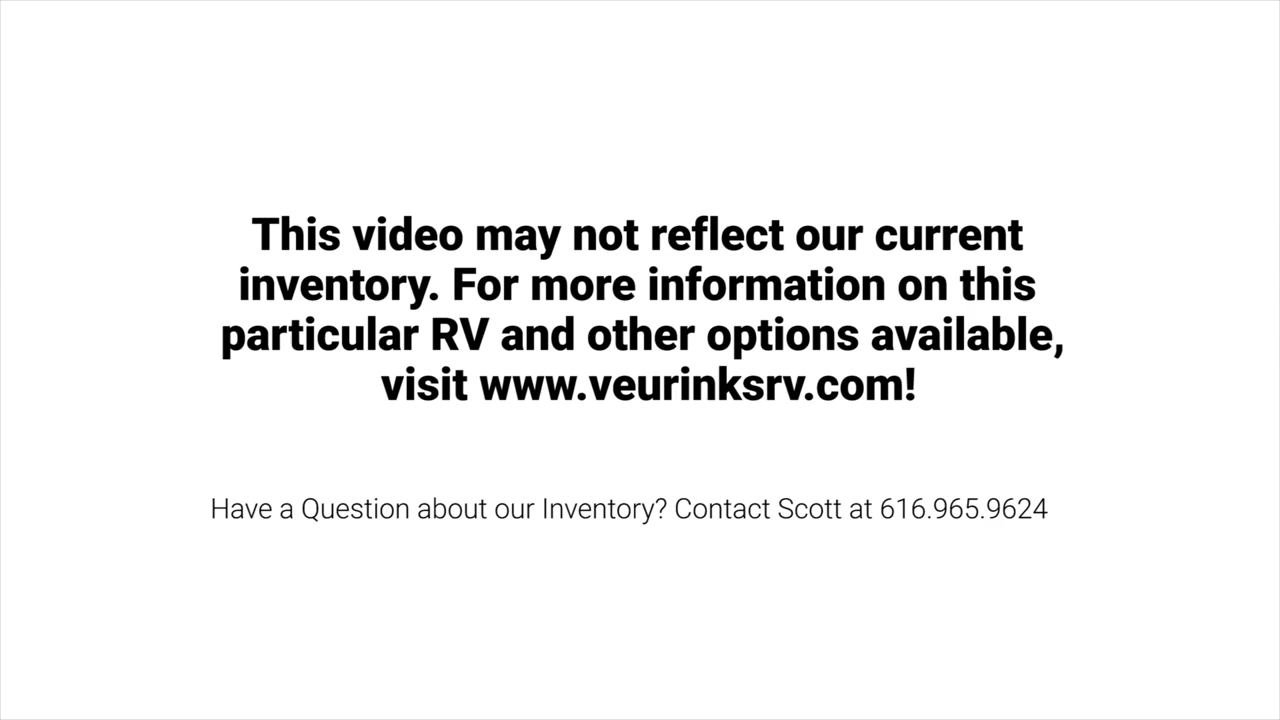 This video may not reflect our current
inventory. For more information on this
particular RV and other options available,
visit www.veurinksrv.com!
Have a Question about our Inventory? Contact Scott at 616.965.9624